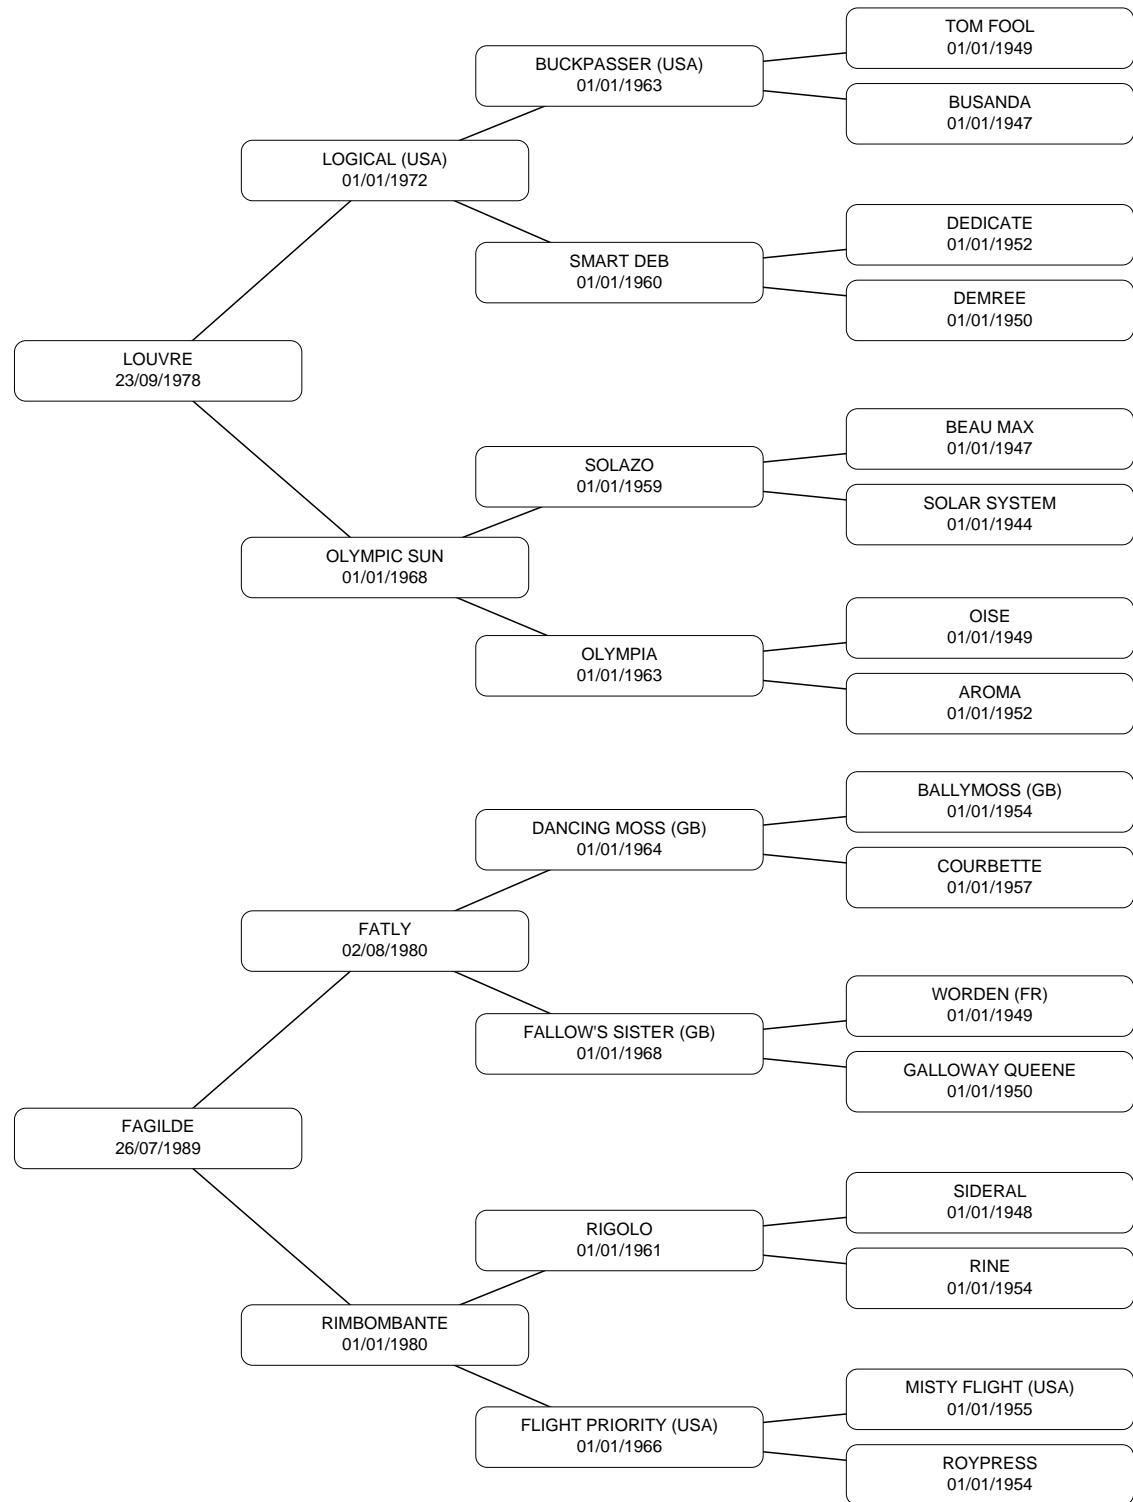 TOM FOOL
01/01/1949
BUCKPASSER (USA)
01/01/1963
BUSANDA
01/01/1947
LOGICAL (USA)
01/01/1972
DEDICATE
01/01/1952
SMART DEB
01/01/1960
DEMREE
01/01/1950
LOUVRE
23/09/1978
BEAU MAX
01/01/1947
SOLAZO
01/01/1959
SOLAR SYSTEM
01/01/1944
OLYMPIC SUN
01/01/1968
OISE
01/01/1949
OLYMPIA
01/01/1963
AROMA
01/01/1952
BALLYMOSS (GB)
01/01/1954
DANCING MOSS (GB)
01/01/1964
COURBETTE
01/01/1957
FATLY
02/08/1980
WORDEN (FR)
01/01/1949
FALLOW'S SISTER (GB)
01/01/1968
GALLOWAY QUEENE
01/01/1950
FAGILDE
26/07/1989
SIDERAL
01/01/1948
RIGOLO
01/01/1961
RINE
01/01/1954
RIMBOMBANTE
01/01/1980
MISTY FLIGHT (USA)
01/01/1955
FLIGHT PRIORITY (USA)
01/01/1966
ROYPRESS
01/01/1954